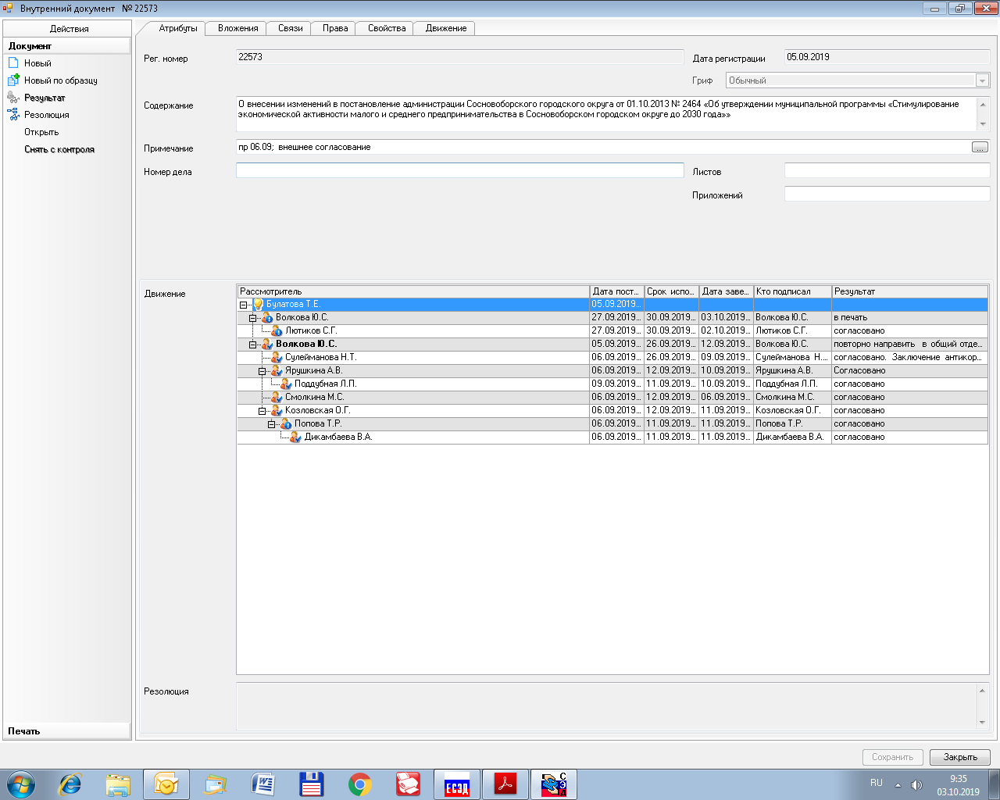 Внутренний документ № 22573
Действия
Документ
Новый
Новый по образцу
Результат
Резолюция
Открыть
Снять с контроля
Печать
Атрибуты Вложения Связи Права Свойства Движение
Рег. номер 22573 Дата регистрации 05.09.2019
Гриф Обычный
Содержание О внесении изменений в постановление администрации Сосновоборского городского округа от 01.10.2013 № 2464 «Об утверждении муниципальной программы «Стимулирование
экономической активности малого и среднего предпринимательства в Сосновоборском городском округе до 2030 года»»
Примечание пр 06.09; внешнее согласование ...
Номер дела Листов
Приложений
Движение
Рассмотритель Дата пост... Срок испо... Дата заве... Кто подписал Результат
Булатова Т.Е. 05.09.2019...
Волкова Ю.С. 27.09.2019... 30.09.2019... 03.10.2019... Волкова Ю.С. в печать
Лютиков С.Г. 27.09.2019... 30.09.2019... 02.10.2019... Лютиков С.Г. согласовано
Волкова Ю.С. 05.09.2019... 26.09.2019... 12.09.2019... Волкова Ю.С. повторно направить в общий отде...
Сулейманова Н.Т. 06.09.2019... 26.09.2019... 09.09.2019... Сулейманова Н.... согласовано. Заключение антикор...
Ярушкина А.В. 06.09.2019... 12.09.2019... 10.09.2019... Ярушкина А.В. Согласовано
Поддубная Л.П. 09.09.2019... 11.09.2019... 10.09.2019... Поддубная Л.П. согласовано
Смолкина М.С. 06.09.2019... 12.09.2019... 06.09.2019... Смолкина М.С. согласовано
Козловская О.Г. 06.09.2019... 12.09.2019... 11.09.2019... Козловская О.Г. согласовано
Попова Т.Р. 06.09.2019... 11.09.2019... 11.09.2019... Попова Т.Р. согласовано
Дикамбаева В.А. 06.09.2019... 11.09.2019... 11.09.2019... Дикамбаева В.А. согласовано
Резолюция
Сохранить Закрыть
ЕСЭД
СЭД
RU
9:35
03.10.2019